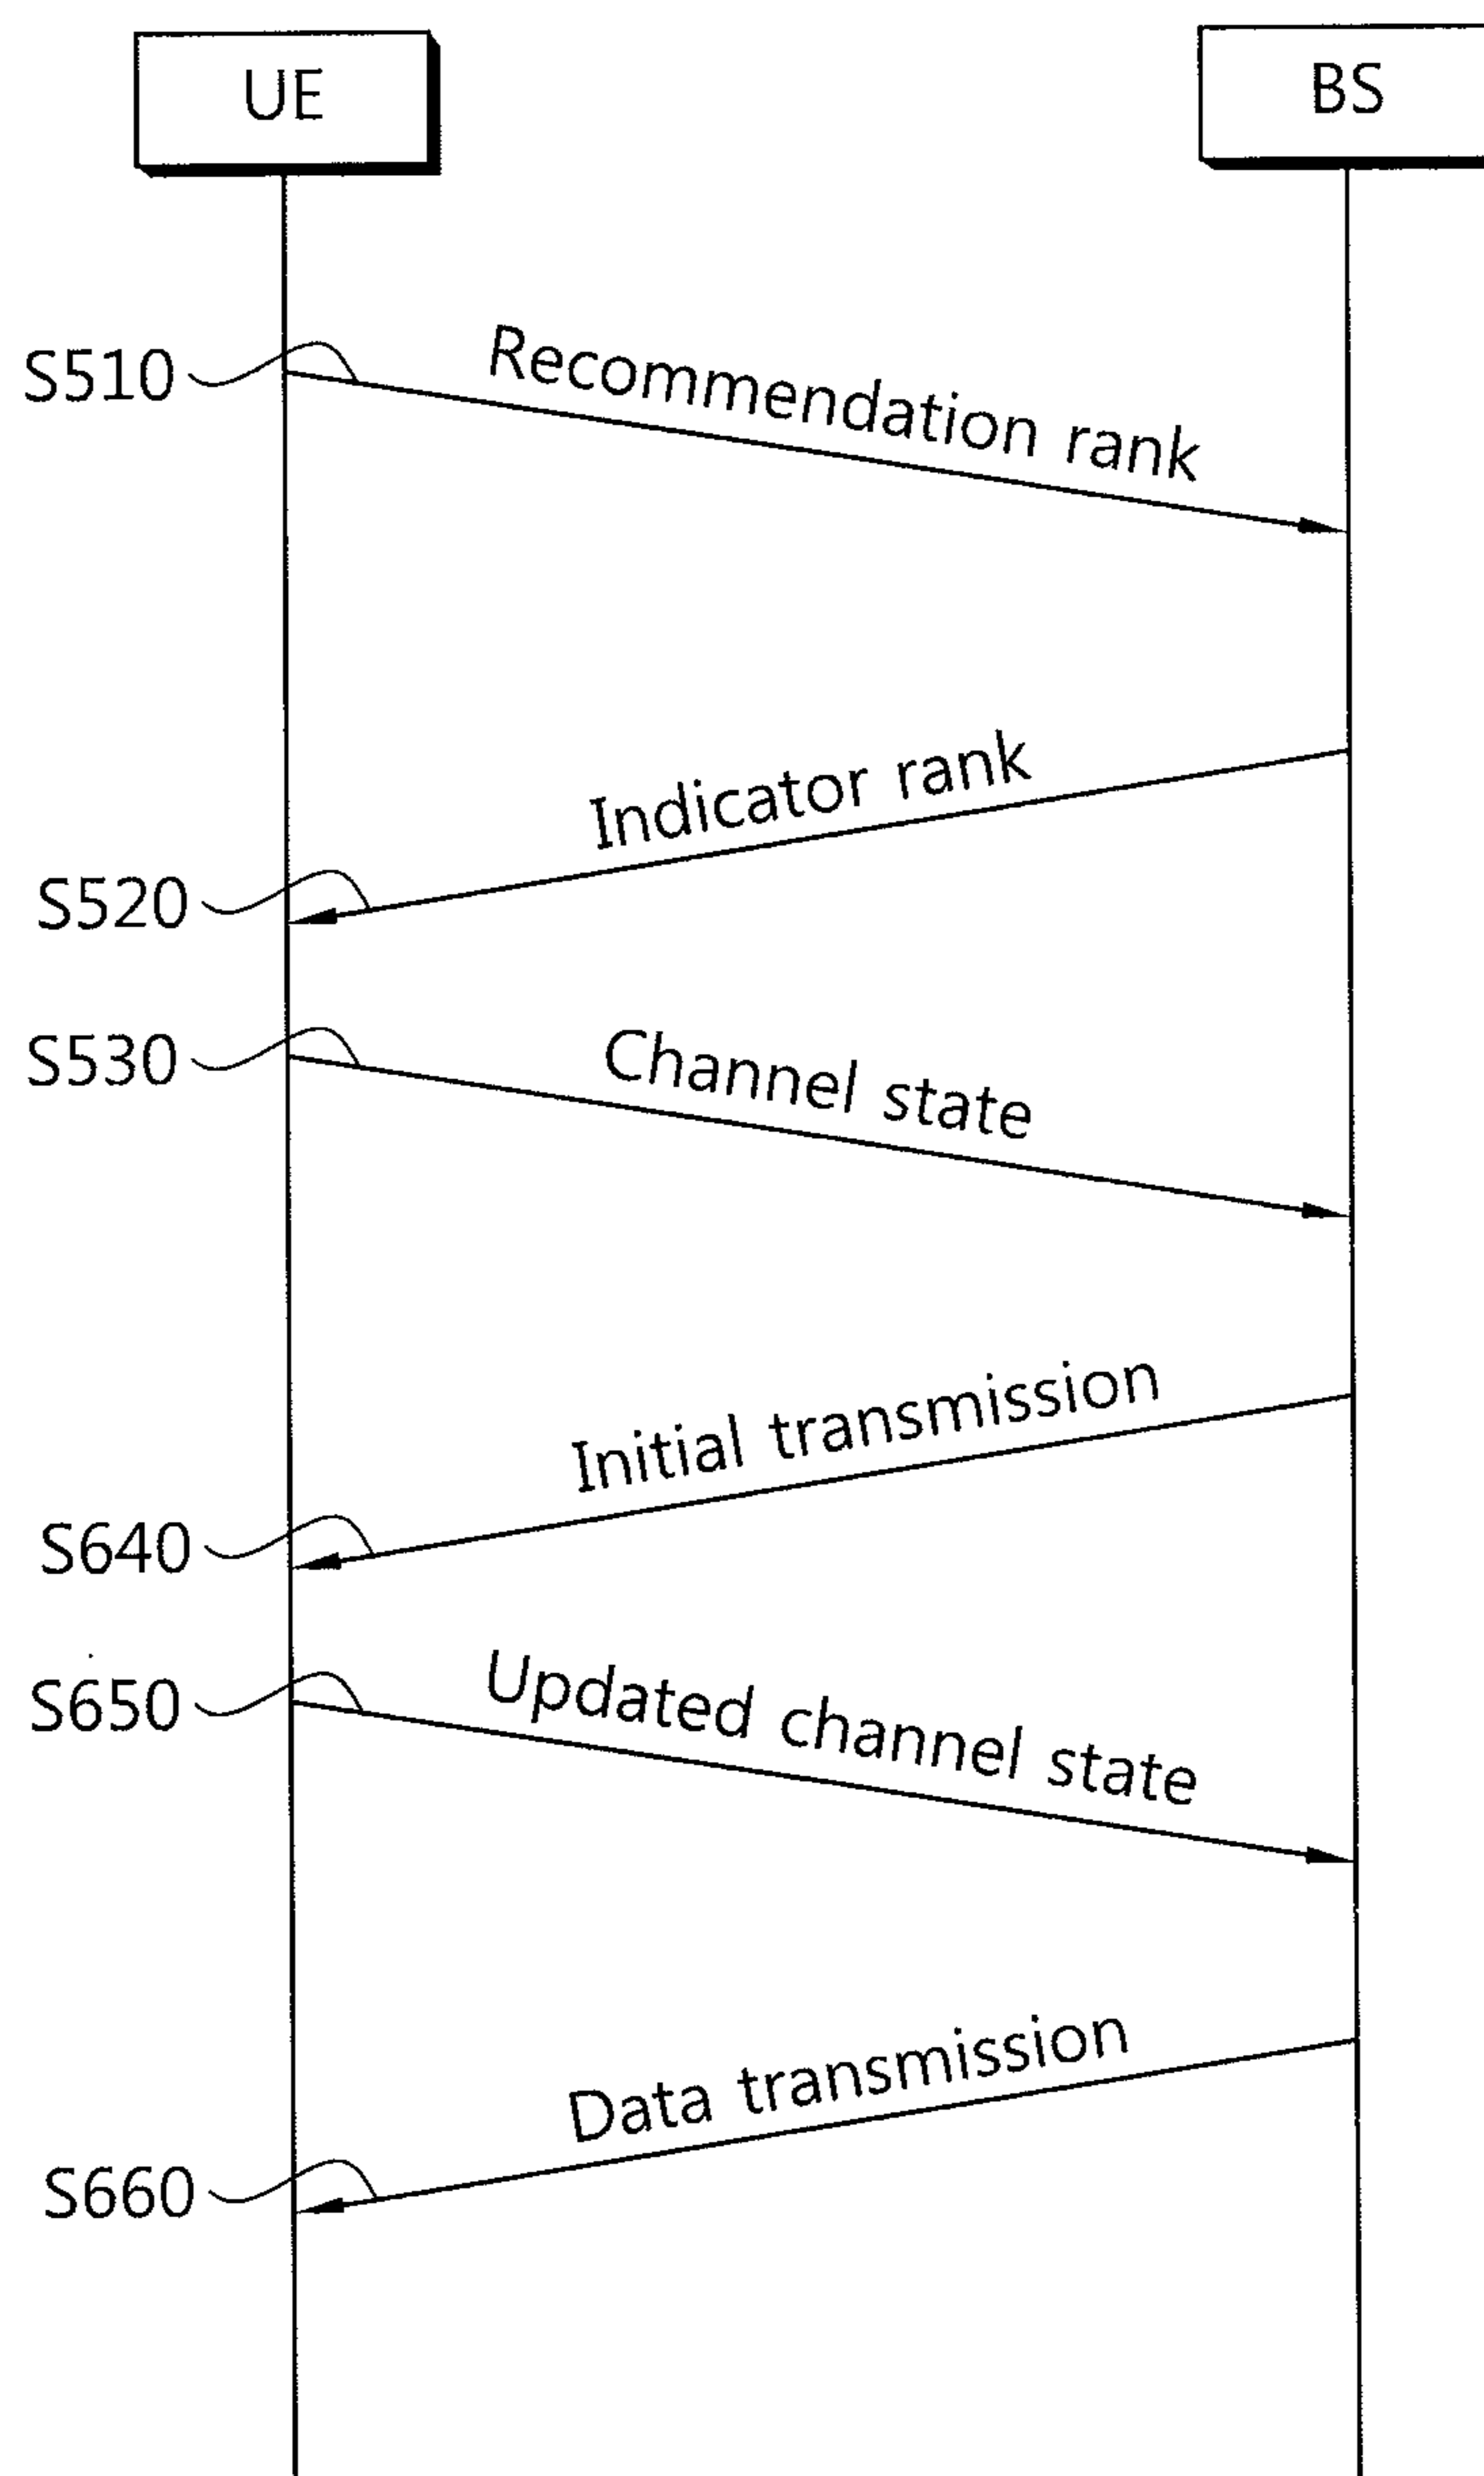 UE
BS
S510
Recommendation rank
Indicator rank
S520
S530
Channel state
Initial transmission
S640
S650
Updated channel state
Data transmission
S660